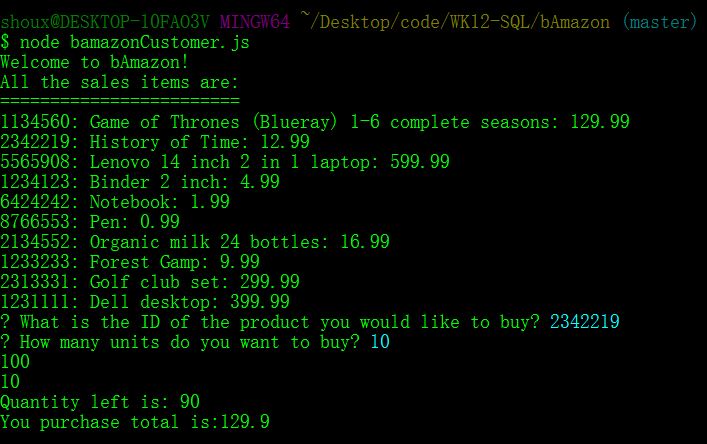 shoux@DESKTOP-10FAO3V MINGW64 ~/Desktop/code/WK12-SQL/bAmazon (master)
$ node bamazonCustomer.js
Welcome to bAmazon!
All the sales items are:
========================
1134560: Game of Thrones (Blueray) 1-6 complete seasons: 129.99
2342219: History of Time: 12.99
5565908: Lenovo 14 inch 2 in 1 laptop: 599.99
1234123: Binder 2 inch: 4.99
6424242: Notebook: 1.99
8766553: Pen: 0.99
2134552: Organic milk 24 bottles: 16.99
1233233: Forest Gamp: 9.99
2313331: Golf club set: 299.99
1231111: Dell desktop: 399.99
? What is the ID of the product you would like to buy? 2342219
? How many units do you want to buy? 10
100
10
Quantity left is: 90
You purchase total is:129.9